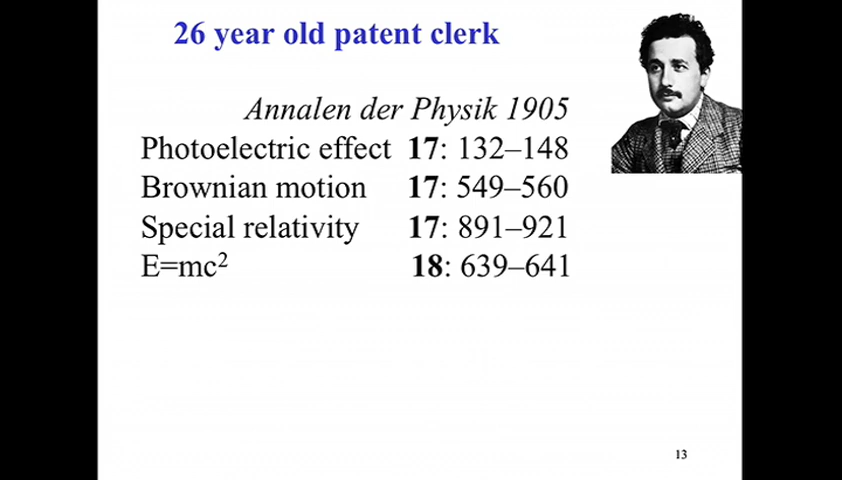 26 year old patent clerk
Annalen der Physik 1905
Photoelectric effect 17: 132–148
Brownian motion 17: 549–560
Special relativity 17: 891–921
E=mc² 18: 639–641
13